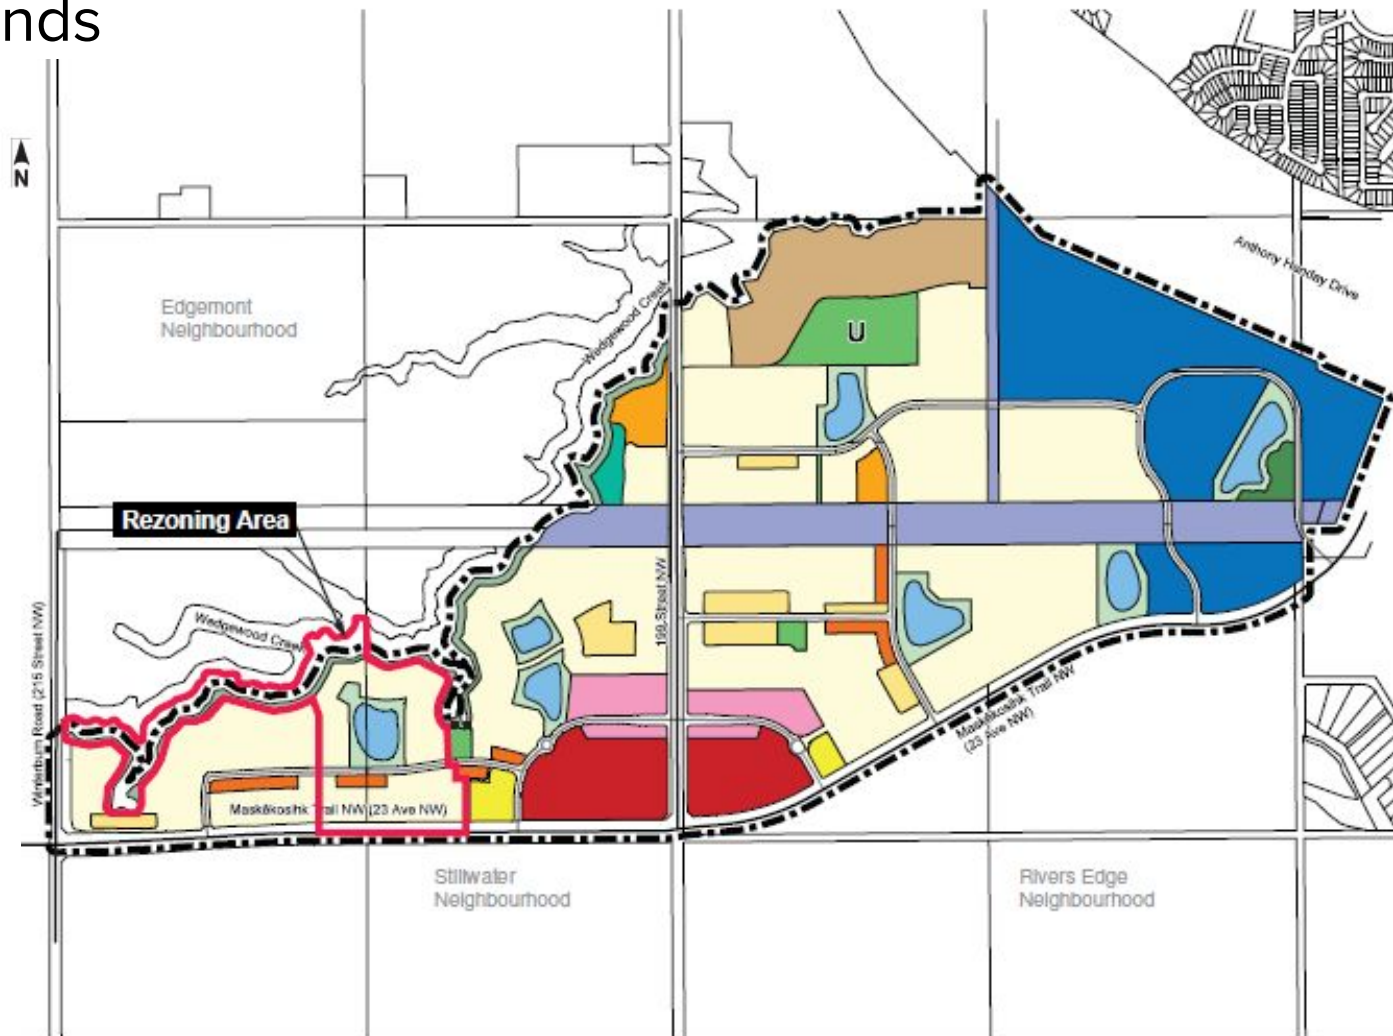 nds
N
Anthony Henday Drive
Edgemont
Neighbourhood
Wedgewood Creek
U
Rezoning Area
Wedgewood Creek
199 Street NW
Winterburn Road (215 Street NW)
Maskêkosihk Trail NW
(23 Ave NW)
Maskêkosihk Trail NW (23 Ave NW)
Stillwater
Neighbourhood
Rivers Edge
Neighbourhood